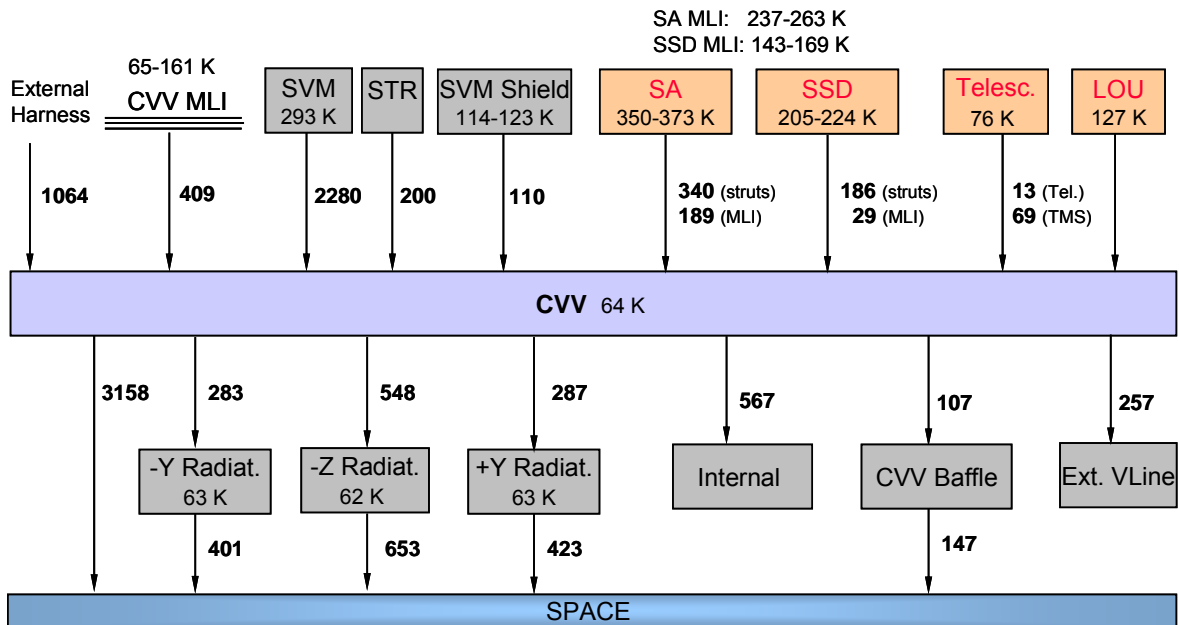 SA MLI: 237-263 K
SSD MLI: 143-169 K
65-161 K
External
Harness
CVV MLI
SVM
293 K
STR
SVM Shield
114-123 K
SA
350-373 K
SSD
205-224 K
Telesc.
76 K
LOU
127 K
1064
409
2280
200
110
340 (struts)
189 (MLI)
186 (struts)
29 (MLI)
13 (Tel.)
69 (TMS)
CVV 64 K
3158
283
548
287
567
107
257
-Y Radiat.
63 K
-Z Radiat.
62 K
+Y Radiat.
63 K
Internal
CVV Baffle
Ext. VLine
401
653
423
147
SPACE